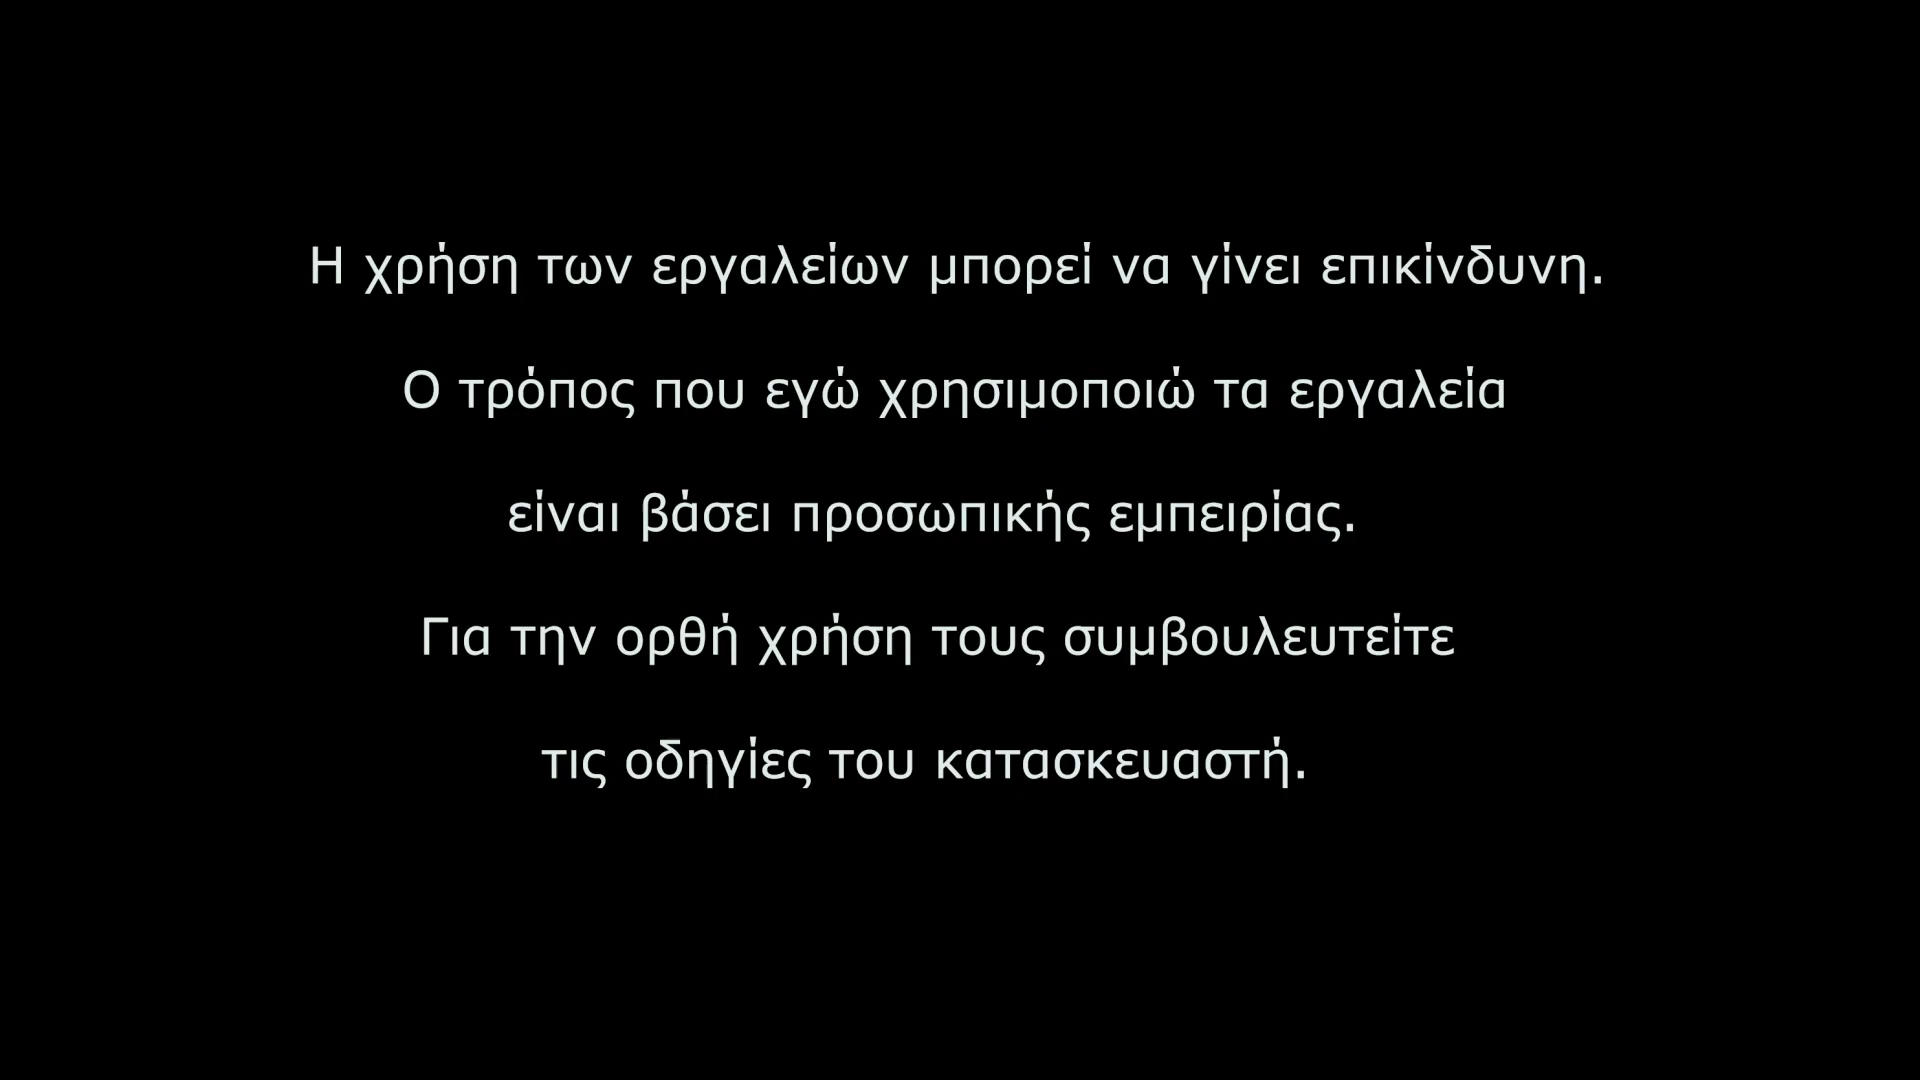 Η χρήση των εργαλείων μπορεί να γίνει επικίνδυνη.
Ο τρόπος που εγώ χρησιμοποιώ τα εργαλεία
είναι βάσει προσωπικής εμπειρίας.
Για την ορθή χρήση τους συμβουλευτείτε
τις οδηγίες του κατασκευαστή.